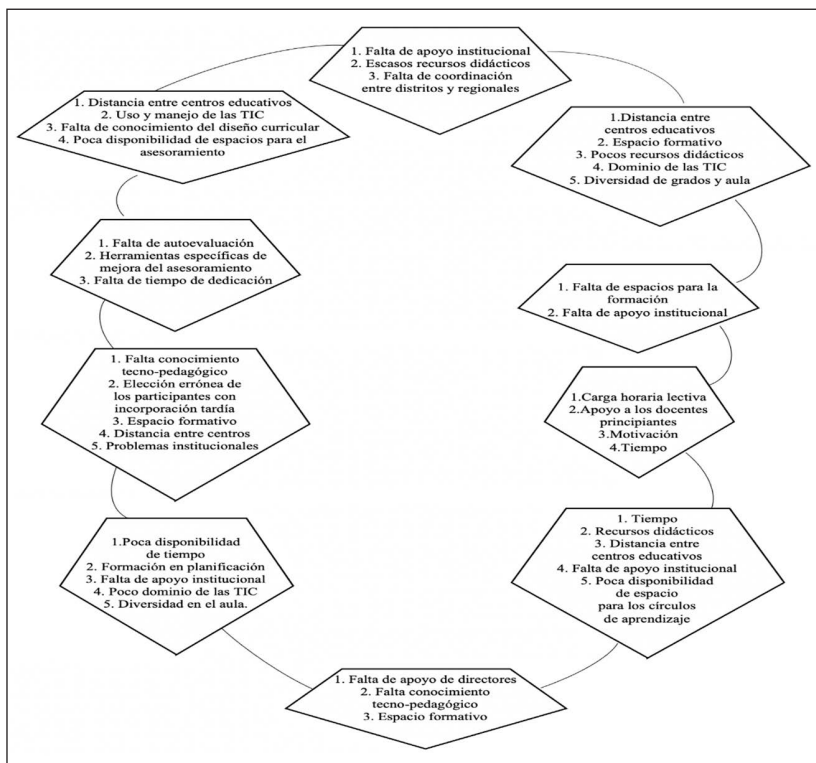 1. Falta de apoyo institucional
2. Escasos recursos didácticos
3. Falta de coordinación
entre distritos y regionales
1.Distancia entre
centros educativos
2. Espacio formativo
3. Pocos recursos didácticos
4. Dominio de las TIC
5. Diversidad de grados y aula
1. Falta de espacios para la
formación
2. Falta de apoyo institucional
1.Carga horaria lectiva
2.Apoyo a los docentes
principiantes
3.Motivación
4.Tiempo
1. Tiempo
2. Recursos didácticos
3. Distancia entre
centros educativos
4. Falta de apoyo institucional
5. Poca disponibilidad
de espacio
para los círculos
de aprendizaje
1. Falta de apoyo de directores
2. Falta conocimiento
tecno-pedagógico
3. Espacio formativo
1.Poca disponibilidad
de tiempo
2. Formación en planificación
3. Falta de apoyo institucional
4. Poco dominio de las TIC
5. Diversidad en el aula.
1. Falta conocimiento
tecno-pedagógico
2. Elección errónea de
los participantes con
incorporación tardía
3. Espacio formativo
4. Distancia entre centros
5. Problemas institucionales
1. Falta de autoevaluación
2. Herramientas específicas de
mejora del asesoramiento
3. Falta de tiempo de dedicación
1. Distancia entre centros educativos
2. Uso y manejo de las TIC
3. Falta de conocimiento del diseño curricular
4. Poca disponibilidad de espacios para el
asesoramiento